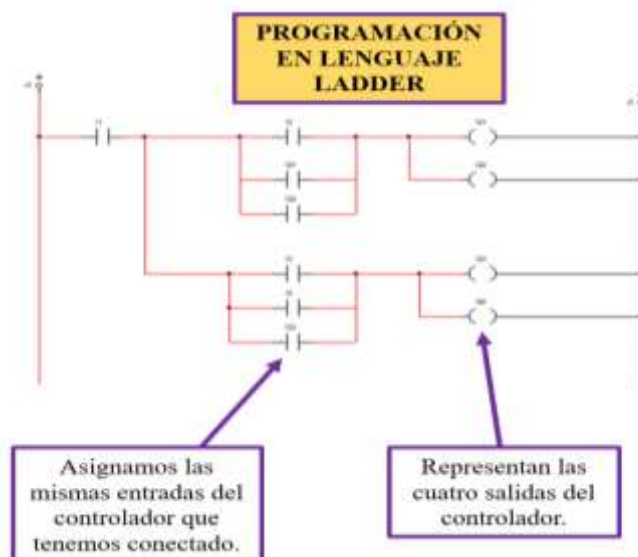 PROGRAMACIÓN
EN LENGUAJE
LADDER
Asignamos las
mismas entradas del
controlador que
tenemos conectado.
Representan las
cuatro salidas del
controlador.